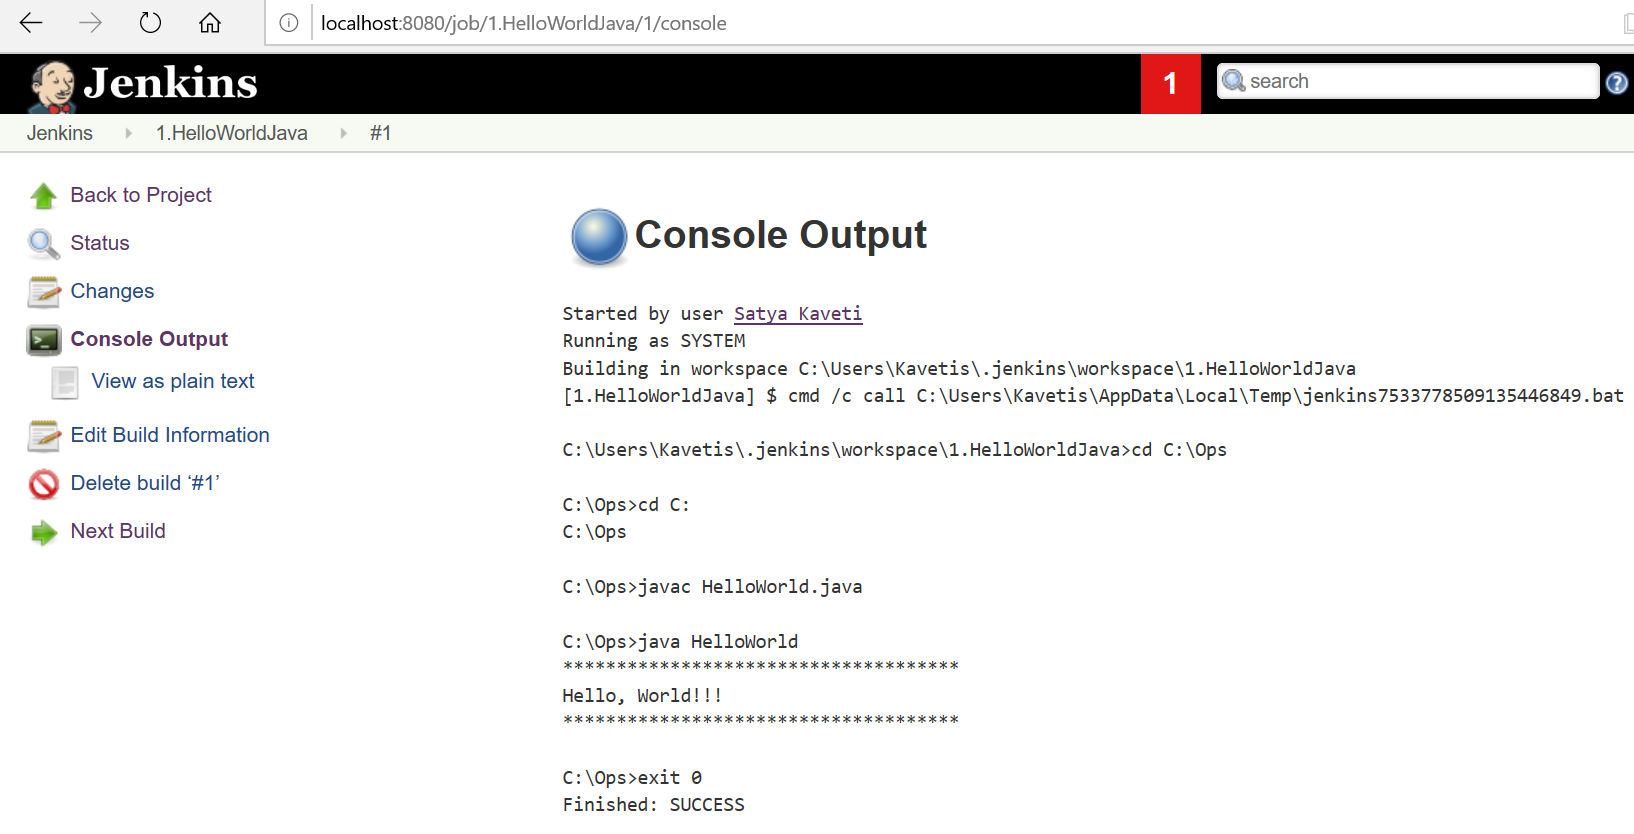 localhost:8080/job/1.HelloWorldJava/1/console
Jenkins
1
search
?
Jenkins
1.HelloWorldJava
#1
Back to Project
Status
Changes
Console Output
View as plain text
Edit Build Information
Delete build ‘#1’
Next Build
Console Output
Started by user Satya Kaveti
Running as SYSTEM
Building in workspace C:\Users\Kavetis\.jenkins\workspace\1.HelloWorldJava
[1.HelloWorldJava] $ cmd /c call C:\Users\Kavetis\AppData\Local\Temp\jenkins7533778509135446849.bat
C:\Users\Kavetis\.jenkins\workspace\1.HelloWorldJava>cd C:\Ops
C:\Ops>cd C:
C:\Ops
C:\Ops>javac HelloWorld.java
C:\Ops>java HelloWorld
*************************************
Hello, World!!!
*************************************
C:\Ops>exit 0
Finished: SUCCESS